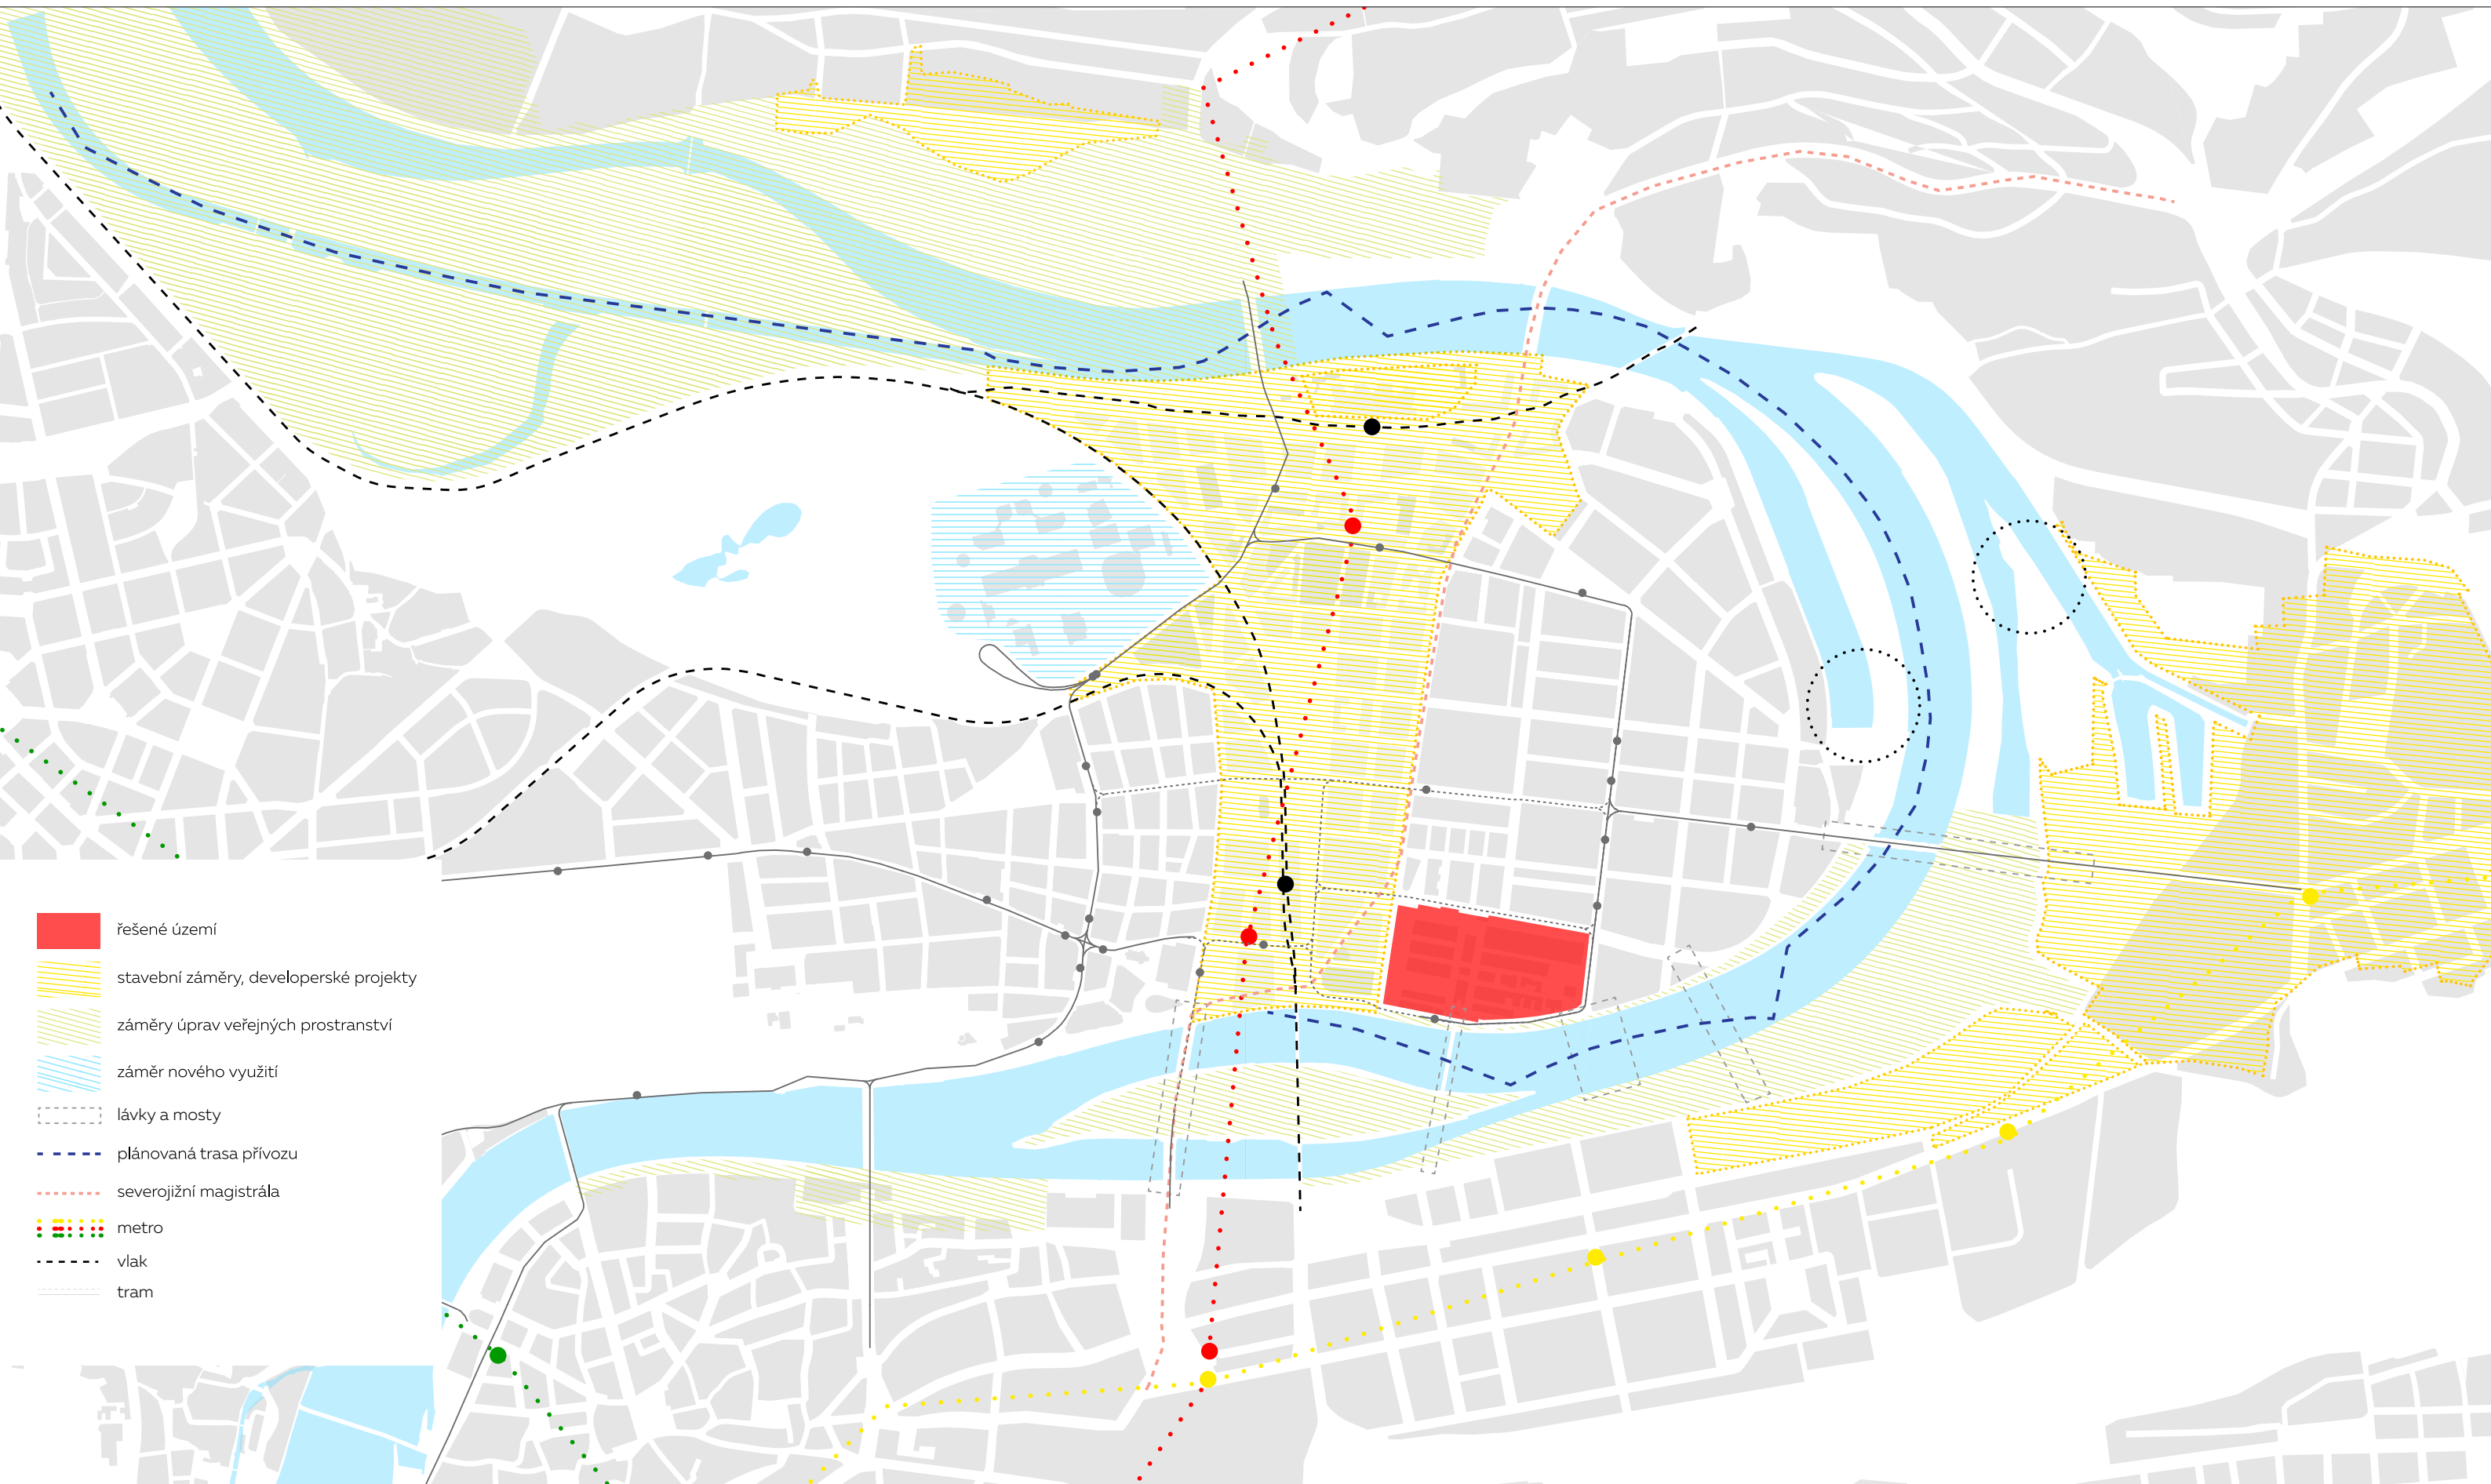 řešené území
stavební záměry, developerské projekty
záměry úprav veřejných prostranství
záměr nového využití
lávky a mosty
plánovaná trasa přívozu
severojižní magistrála
metro
vlak
tram